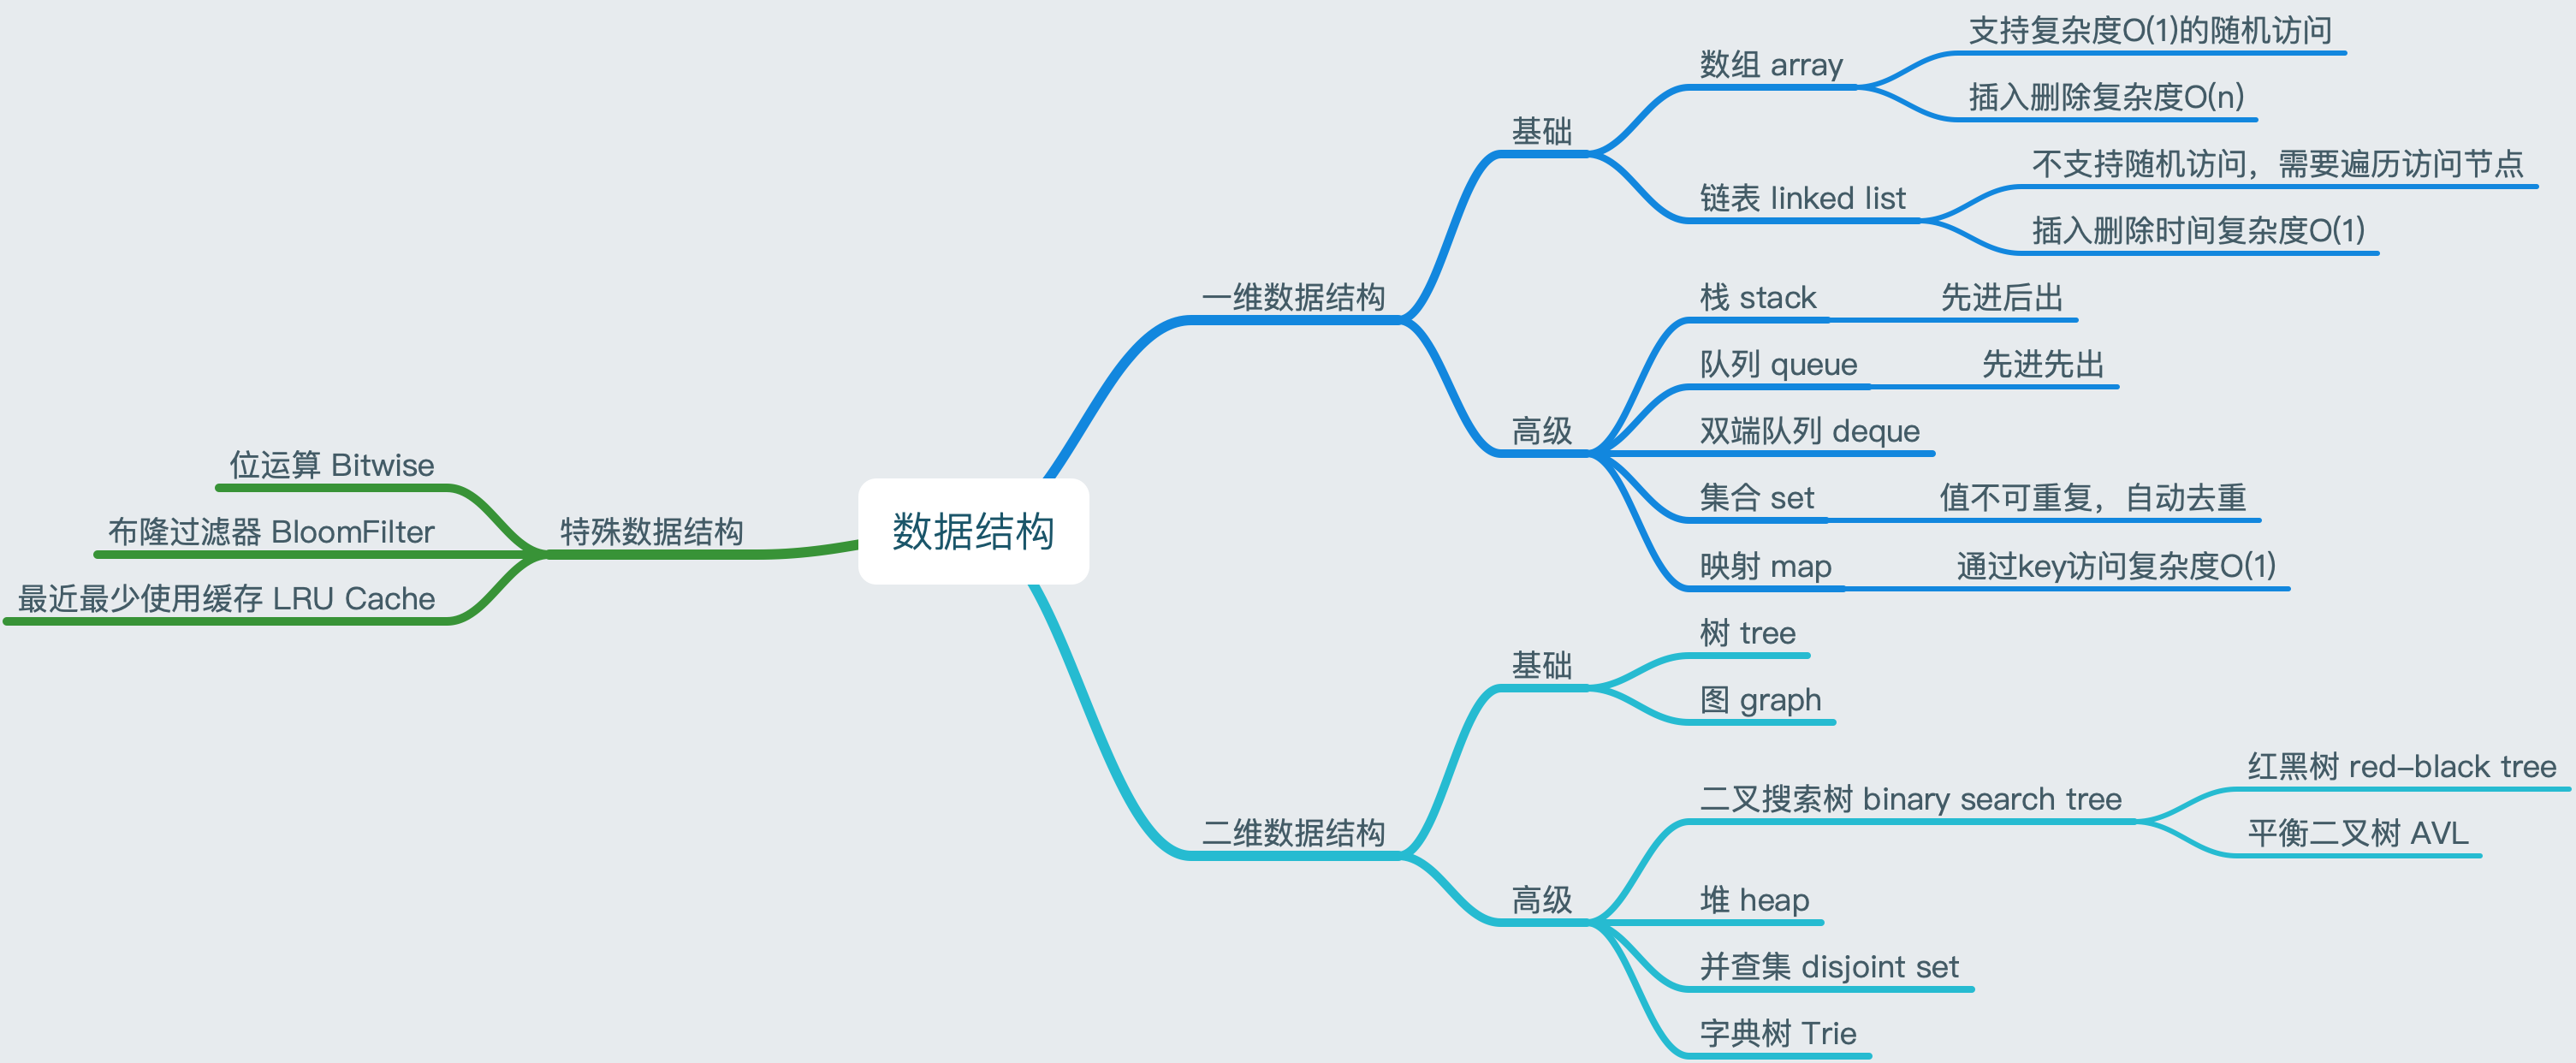 数据结构
一维数据结构
基础
数组 array
支持复杂度O(1)的随机访问
插入删除复杂度O(n)
链表 linked list
不支持随机访问，需要遍历访问节点
插入删除时间复杂度O(1)
高级
栈 stack
先进后出
队列 queue
先进先出
双端队列 deque
集合 set
值不可重复，自动去重
映射 map
通过key访问复杂度O(1)
二维数据结构
基础
树 tree
图 graph
高级
二叉搜索树 binary search tree
红黑树 red-black tree
平衡二叉树 AVL
堆 heap
并查集 disjoint set
字典树 Trie
特殊数据结构
位运算 Bitwise
布隆过滤器 BloomFilter
最近最少使用缓存 LRU Cache